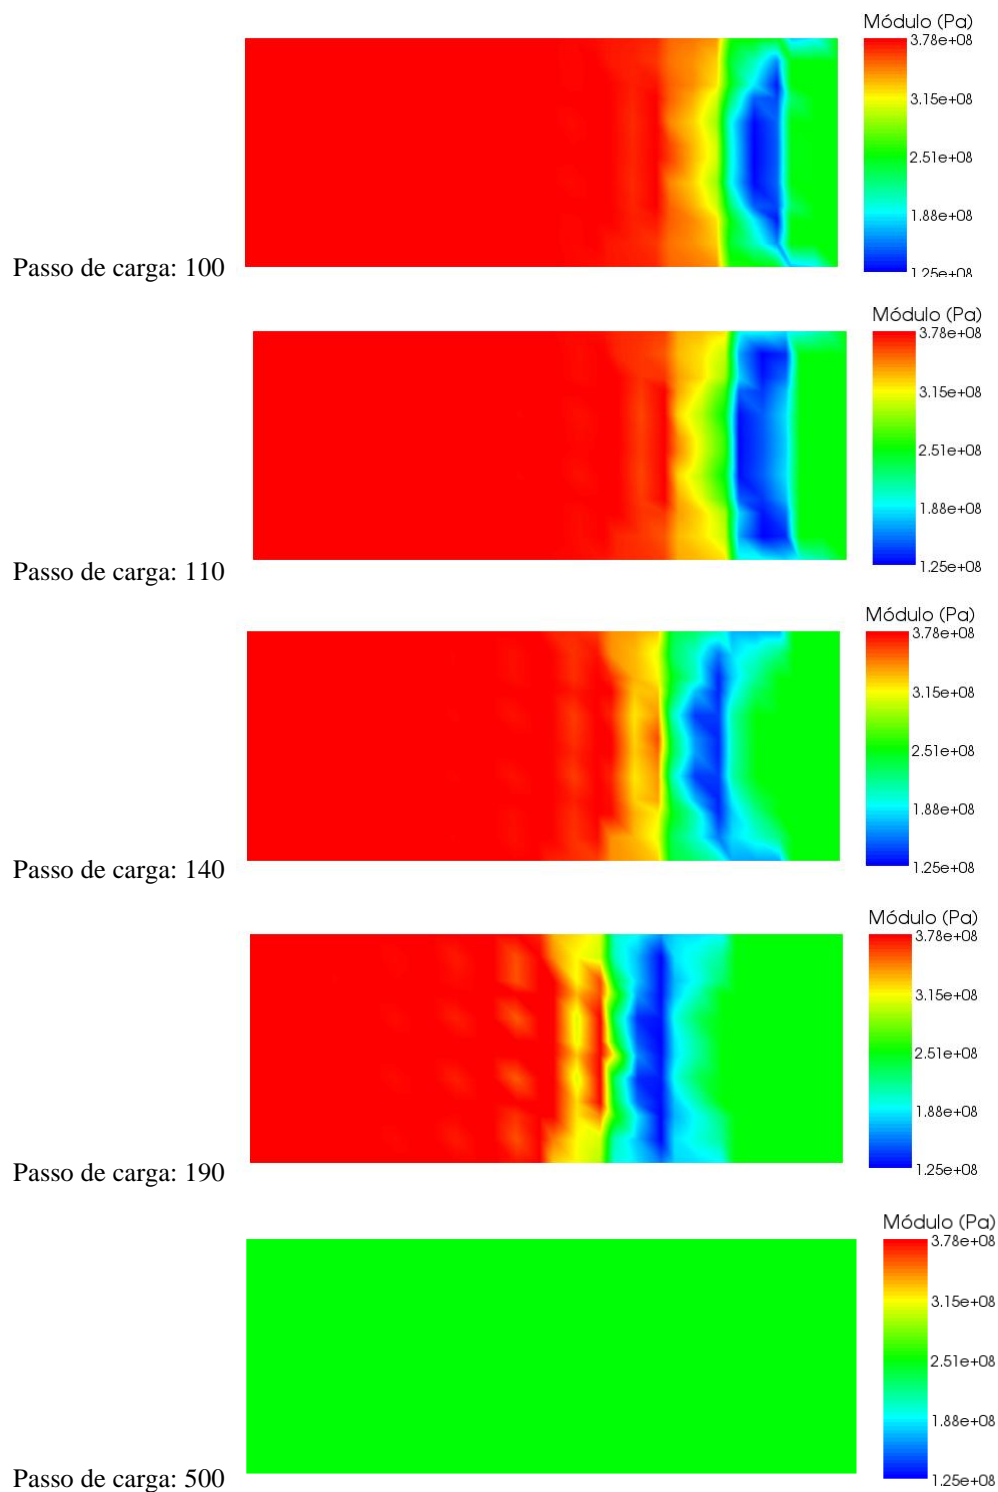 Módulo (Pa)
3.78e+08
3.15e+08
2.51e+08
1.88e+08
1.25e+08
Passo de carga: 100
Módulo (Pa)
3.78e+08
3.15e+08
2.51e+08
1.88e+08
1.25e+08
Passo de carga: 110
Módulo (Pa)
3.78e+08
3.15e+08
2.51e+08
1.88e+08
1.25e+08
Passo de carga: 140
Módulo (Pa)
3.78e+08
3.15e+08
2.51e+08
1.88e+08
1.25e+08
Passo de carga: 190
Módulo (Pa)
3.78e+08
3.15e+08
2.51e+08
1.88e+08
1.25e+08
Passo de carga: 500